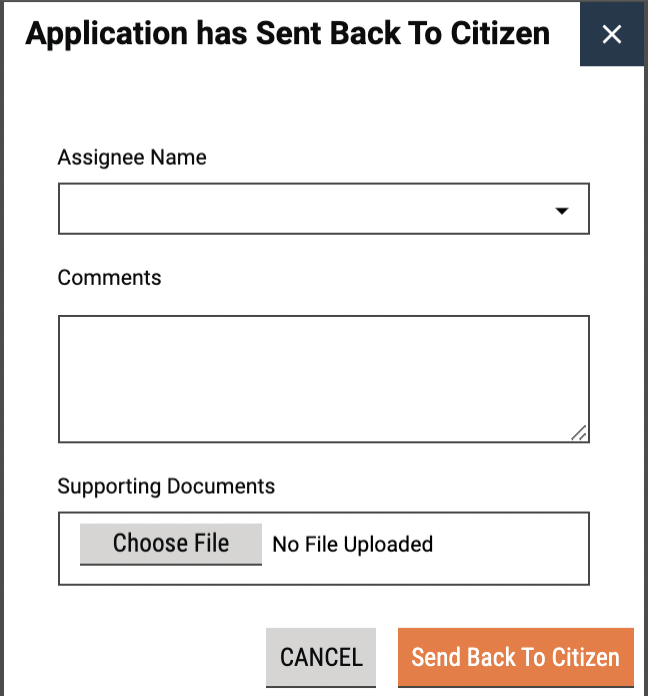 Application has Sent Back To Citizen
Assignee Name
Comments
Supporting Documents
Choose File No File Uploaded
CANCEL Send Back To Citizen